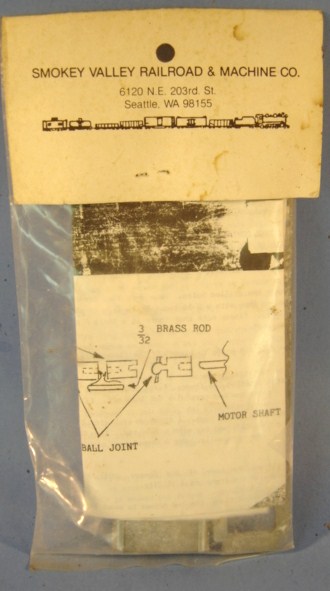 SMOKEY VALLEY RAILROAD & MACHINE CO.
6120 N.E. 203rd. St.
Seattle, WA 98155
3/32 BRASS ROD
MOTOR SHAFT
BALL JOINT